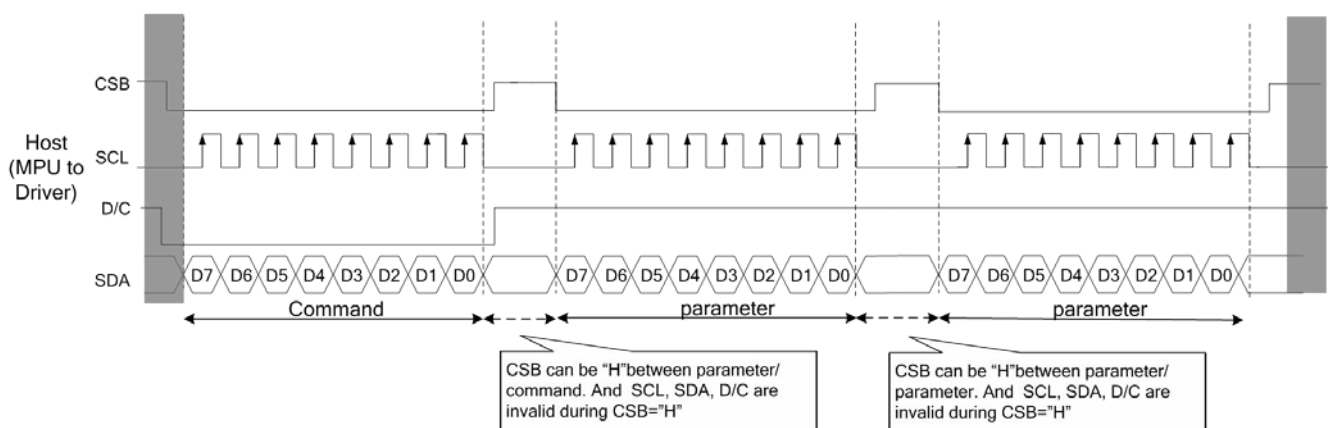 CSB
Host
(MPU to
Driver)
SCL
D/C
SDA
D7 D6 D5 D4 D3 D2 D1 D0 D7 D6 D5 D4 D3 D2 D1 D0 D7 D6 D5 D4 D3 D2 D1 D0
Command parameter parameter
CSB can be “H”between parameter/
command. And SCL, SDA, D/C are
invalid during CSB=”H”
CSB can be “H”between parameter/
parameter. And SCL, SDA, D/C are
invalid during CSB=”H”